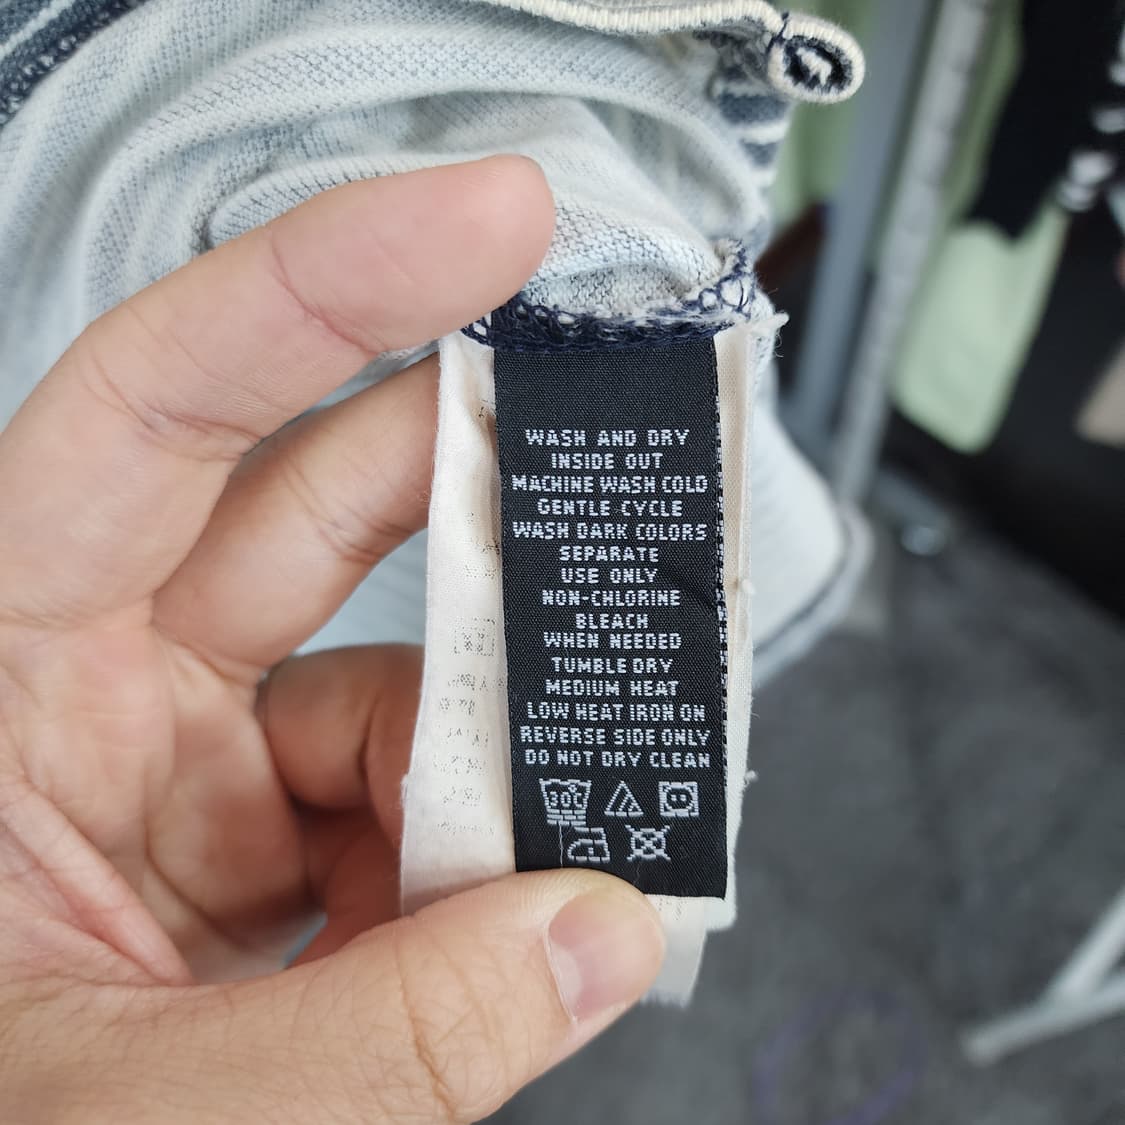 WASH AND DRY
INSIDE OUT
MACHINE WASH COLD
GENTLE CYCLE
WASH DARK COLORS
SEPARATE
USE ONLY
NON-CHLORINE
BLEACH
WHEN NEEDED
TUMBLE DRY
MEDIUM HEAT
LOW HEAT IRON ON
REVERSE SIDE ONLY
DO NOT DRY CLEAN
30C